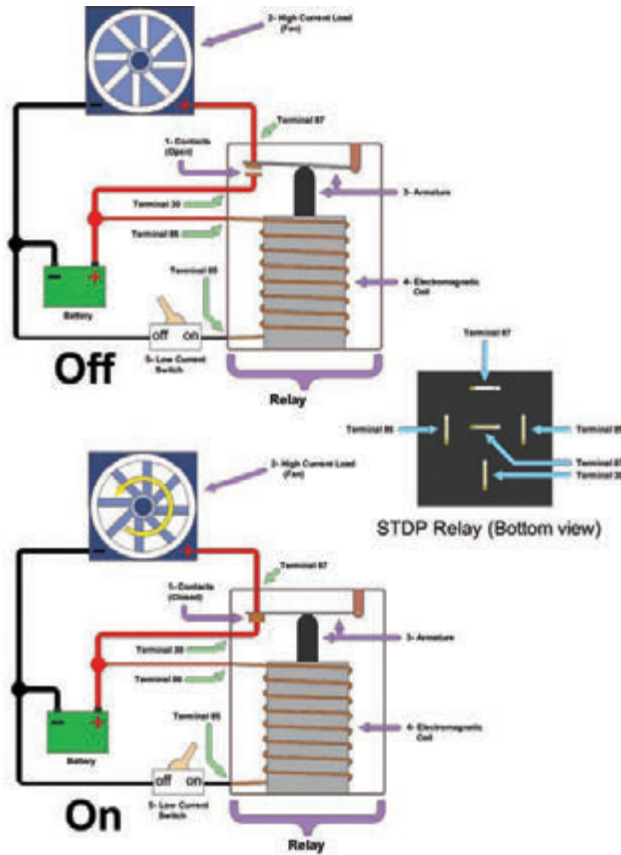 2- High Current Load
(Fan)
Terminal 87
1- Contacts
(Open)
Terminal 30
Terminal 86
3- Armature
Terminal 85
4- Electromagnetic
Coil
Battery
off on
5- Low Current
Switch
Off
Relay
Terminal 87
Terminal 86
Terminal 85
Terminal 87
Terminal 30
STDP Relay (Bottom view)
2- High Current Load
(Fan)
Terminal 87
1- Contacts
(Closed)
Terminal 30
Terminal 86
3- Armature
Terminal 85
4- Electromagnetic
Coil
Battery
off on
5- Low Current
Switch
On
Relay